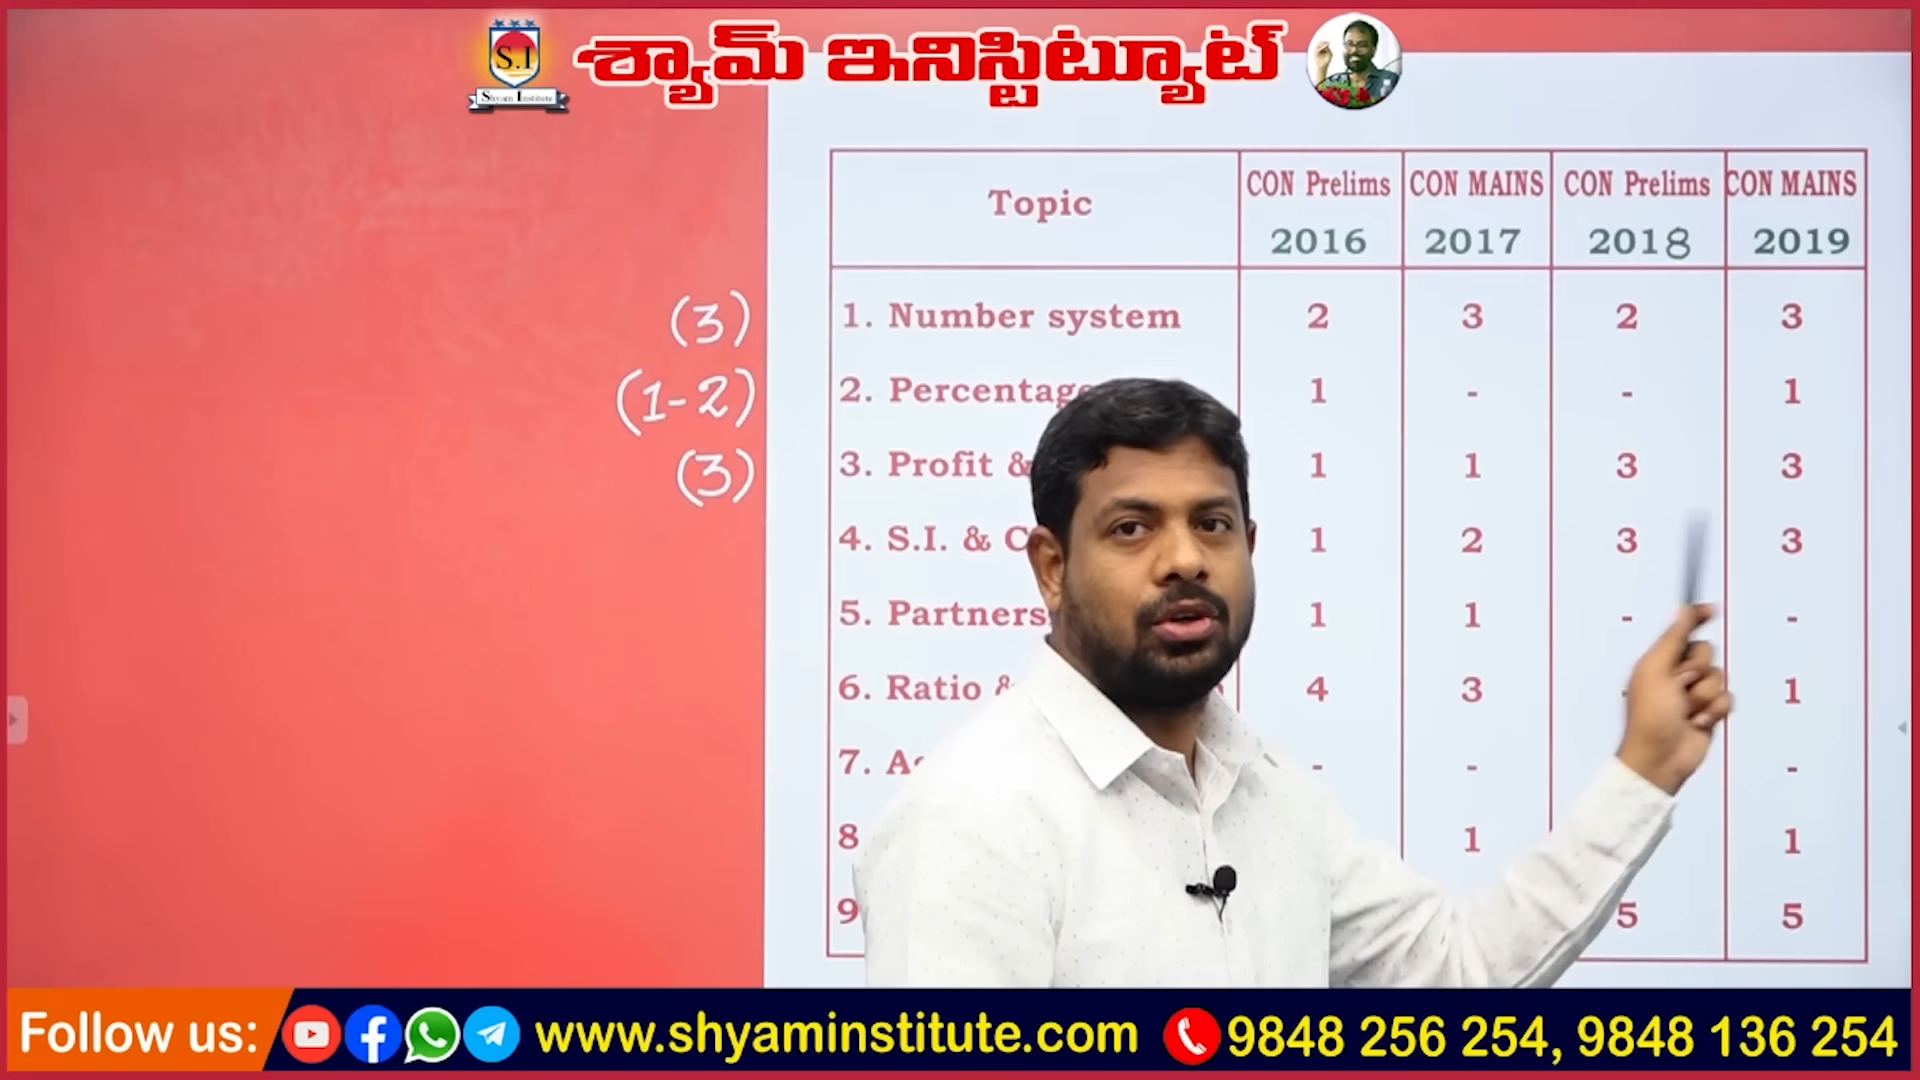 S.I
Shyam Institute
శ్యామ్ ఇనిస్టిట్యూట్
Topic CON Prelims 2016 CON MAINS 2017 CON Prelims 2018 CON MAINS 2019
(3) 1. Number system 2 3 2 3
(1-2) 2. Percentage 1 - - 1
(3) 3. Profit & 1 1 3 3
4. S.I. & 1 2 3 3
5. 1 1 - -
6. Ratio & 4 3 1
7. - - -
8 1 1
9 5 5
Follow us: www.shyaminstitute.com 9848 256 254, 9848 136 254